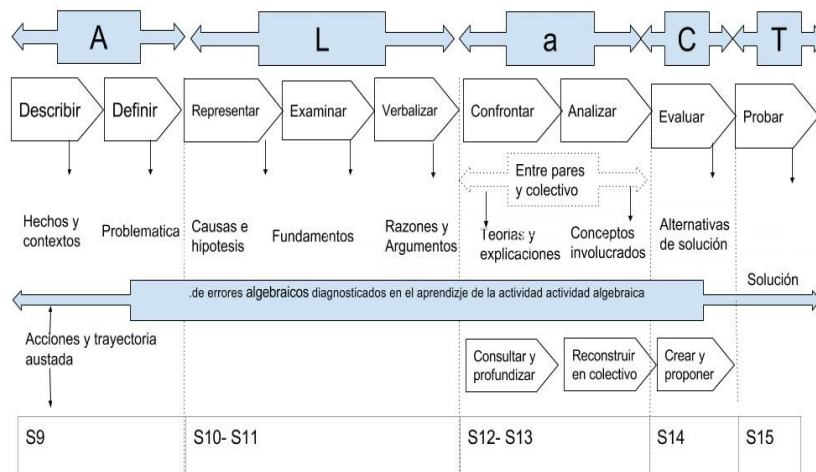 A L a C T
Describir Definir Representar Examinar Verbalizar Confrontar Analizar Evaluar Probar
Entre pares
y colectivo
Hechos y
contextos
Problematica
Causas e
hipotesis
Fundamentos
Razones y
Argumentos
Teorías y
explicaciones
Conceptos
involucrados
Alternativas
de solución
Solución
.de errores algebraicos diagnosticados en el aprendizje de la actividad actividad algebraica
Acciones y trayectoria
austada
Consultar y
profundizar
Reconstruir
en colectivo
Crear y
proponer
S9 S10- S11 S12- S13 S14 S15